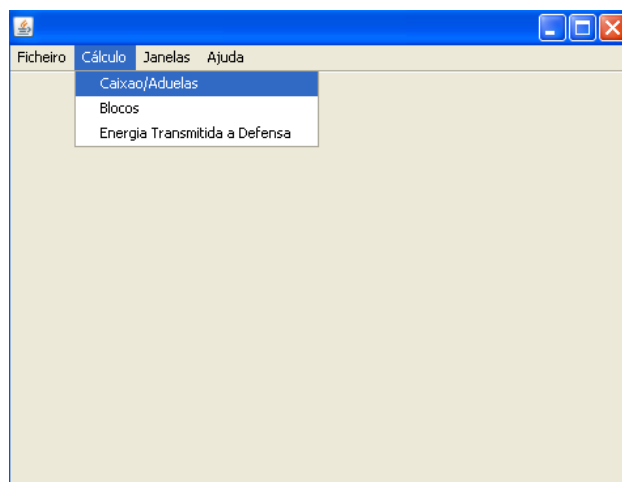 Ficheiro Cálculo Janelas Ajuda
Caixao/Aduelas
Blocos
Energia Transmitida a Defensa